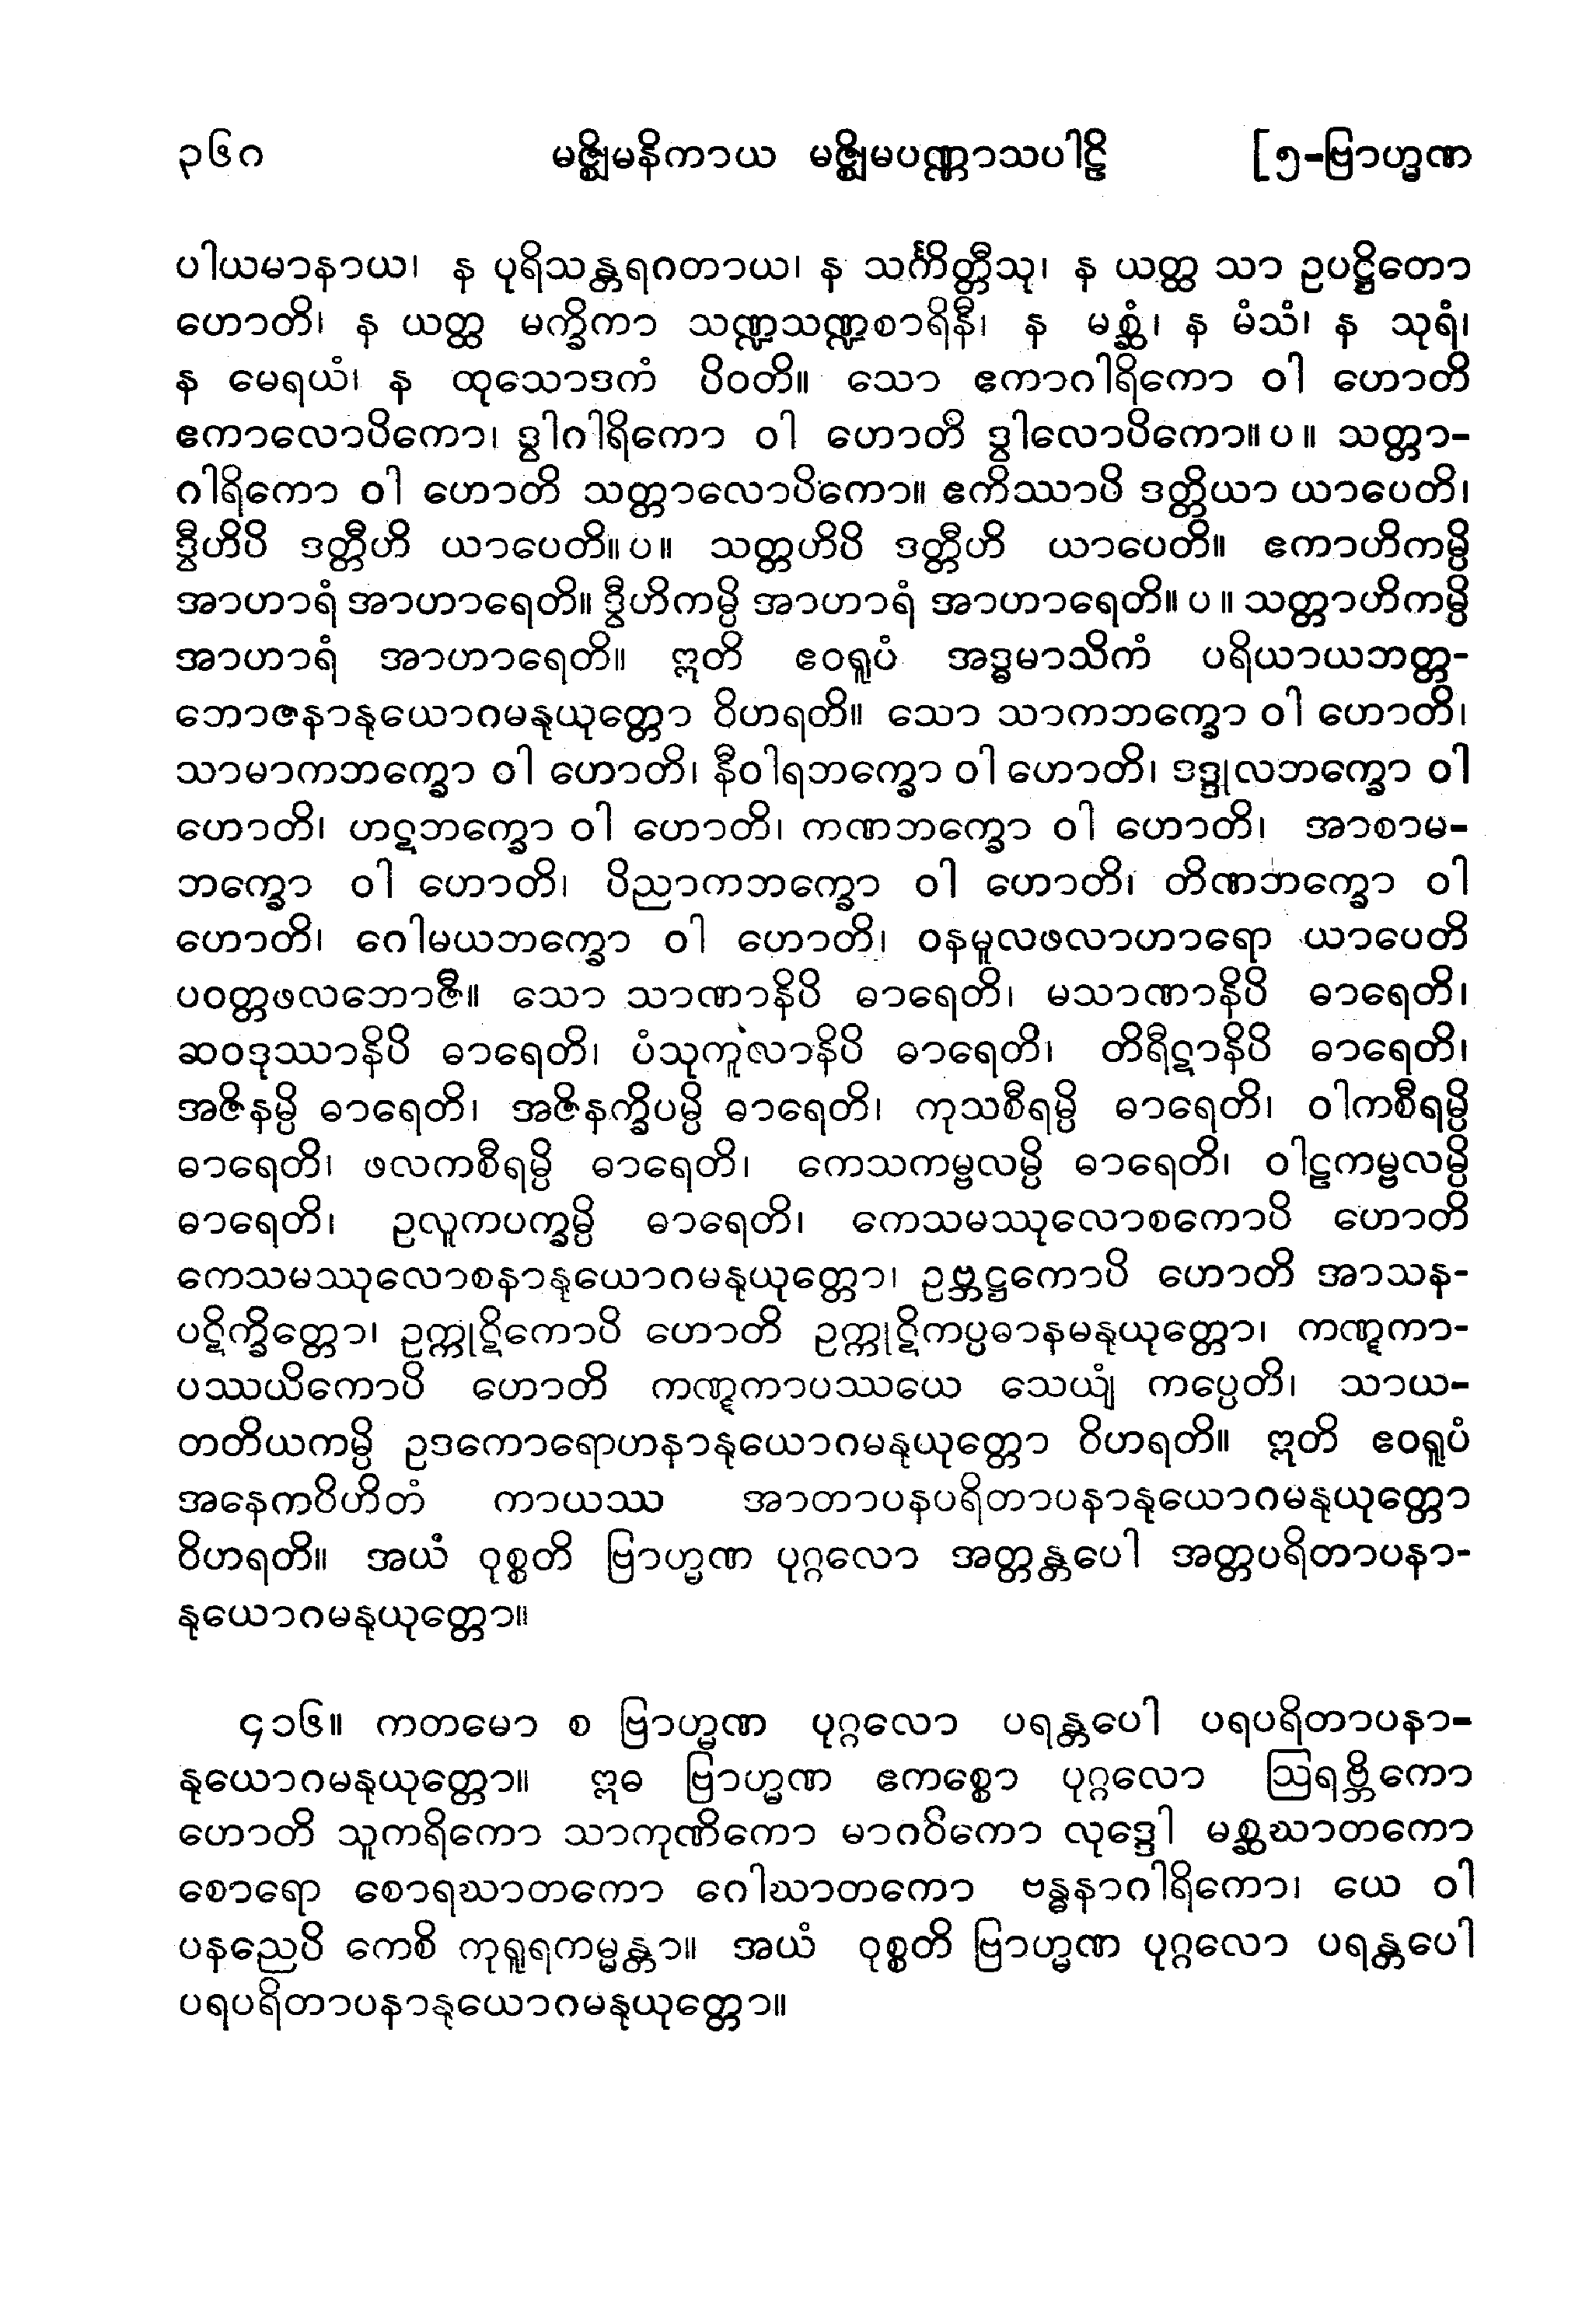 ၃၆ဂ မဇ္ဈိမနိကာယ မဇ္ဈိမပဏ္ဏာသပါဠိ [၅-ဗြာဟ္မဏ
ပါယမာနာယ၊ န ပုရိသန္တရဂတာယ၊ န သင်္ကိတ္တီသု၊ န ယတ္ထ သာ ဥပဋ္ဌိတော
ဟောတိ၊ န ယတ္ထ မက္ခိကာ သဏ္ဍသဏ္ဍစာရိနီ၊ န မစ္ဆံ၊ န မံသံ၊ န သုရံ၊
န မေရယံ၊ န ထုသောဒကံ ပိဝတိ။ သော ဧကာဂါရိကော ဝါ ဟောတိ
ဧကာလောပိကော၊ ဒွါဂါရိကော ဝါ ဟောတိ ဒွါလောပိကော။ပ။ သတ္တာ-
ဂါရိကော ဝါ ဟောတိ သတ္တာလောပိကော။ ဧကိဿာပိ ဒတ္တိယာ ယာပေတိ၊
ဒွီဟိပိ ဒတ္တီဟိ ယာပေတိ။ပ။ သတ္တဟိပိ ဒတ္တီဟိ ယာပေတိ။ ဧကာဟိကမ္ပိ
အာဟာရံ အာဟာရေတိ။ ဒွီဟိကမ္ပိ အာဟာရံ အာဟာရေတိ။ ပ ။ သတ္တာဟိကမ္ပိ
အာဟာရံ အာဟာရေတိ။ ဣတိ ဧဝရူပံ အဒ္ဓမာသိကံ ပရိယာယဘတ္တ-
ဘောဇနာနုယောဂမနုယုတ္တော ဝိဟရတိ။ သော သာကဘက္ခော ဝါ ဟောတိ၊
သာမာကဘက္ခော ဝါ ဟောတိ၊ နီဝါရဘက္ခော ဝါ ဟောတိ၊ ဒဒ္ဒုလဘက္ခော ဝါ
ဟောတိ၊ ဟဋဘက္ခော ဝါ ဟောတိ၊ ကဏဘက္ခော ဝါ ဟောတိ၊ အာစာမ-
ဘက္ခော ဝါ ဟောတိ၊ ပိညာကဘက္ခော ဝါ ဟောတိ၊ တိဏဘက္ခော ဝါ
ဟောတိ၊ ဂေါမယဘက္ခော ဝါ ဟောတိ၊ ဝနမူလဖလာဟာရော ယာပေတိ
ပဝတ္တဖလဘောဇီ။ သော သာဏာနိပိ ဓာရေတိ၊ မသာဏာနိပိ ဓာရေတိ၊
ဆဝဒုဿာနိပိ ဓာရေတိ၊ ပံသုကူလာနိပိ ဓာရေတိ၊ တိရီဋာနိပိ ဓာရေတိ၊
အဇိနမ္ပိ ဓာရေတိ၊ အဇိနက္ခိပမ္ပိ ဓာရေတိ၊ ကုသစီရမ္ပိ ဓာရေတိ၊ ဝါကစီရမ္ပိ
ဓာရေတိ၊ ဖလကစီရမ္ပိ ဓာရေတိ၊ ကေသကမ္ဗလမ္ပိ ဓာရေတိ၊ ဝါဠကမ္ဗလမ္ပိ
ဓာရေတိ၊ ဥလူကပက္ခမ္ပိ ဓာရေတိ၊ ကေသမဿုလောစကောပိ ဟောတိ
ကေသမဿုလောစနာနုယောဂမနုယုတ္တော၊ ဥဗ္ဘဋ္ဌကောပိ ဟောတိ အာသန-
ပဋိက္ခိတ္တော၊ ဥက္ကုဋိကောပိ ဟောတိ ဥက္ကုဋိကပ္ပဓာနမနုယုတ္တော၊ ကဏ္ဋကာ-
ပဿယိကောပိ ဟောတိ ကဏ္ဋကာပဿယေ သေယျံ ကပ္ပေတိ၊ သာယ-
တတိယကမ္ပိ ဥဒကောရောဟနာနုယောဂမနုယုတ္တော ဝိဟရတိ။ ဣတိ ဧဝရူပံ
အနေကဝိဟိတံ ကာယဿ အာတာပနပရိတာပနာနုယောဂမနုယုတ္တော
ဝိဟရတိ။ အယံ ဝုစ္စတိ ဗြာဟ္မဏ ပုဂ္ဂလော အတ္တန္တပေါ အတ္တပရိတာပနာ-
နုယောဂမနုယုတ္တော။
၄၁၆။ ကတမော စ ဗြာဟ္မဏ ပုဂ္ဂလော ပရန္တပေါ ပရပရိတာပနာ-
နုယောဂမနုယုတ္တော။ ဣဓ ဗြာဟ္မဏ ဧကစ္စော ပုဂ္ဂလော ဩရဗ္ဘိကော
ဟောတိ သူကရိကော သာကုဏိကော မာဂဝိကော လုဒ္ဒေါ မစ္ဆဃာတကော
စောရော စောရဃာတကော ဂေါဃာတကော ဗန္ဓနာဂါရိကော၊ ယေ ဝါ
ပနညေပိ ကေစိ ကုရူရကမ္မန္တာ။ အယံ ဝုစ္စတိ ဗြာဟ္မဏ ပုဂ္ဂလော ပရန္တပေါ
ပရပရိတာပနာနုယောဂမနုယုတ္တော။